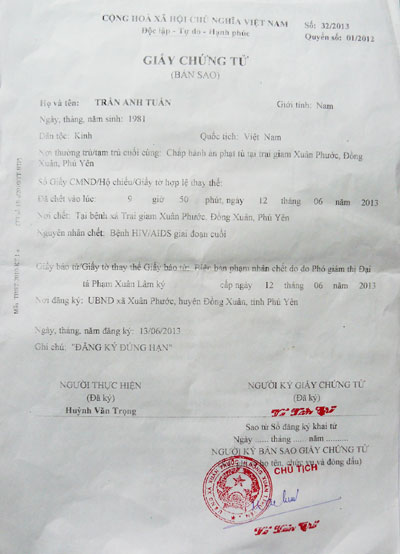 CỘNG HOÀ XÃ HỘI CHỦ NGHĨA VIỆT NAM
Độc lập - Tự do - Hạnh phúc
Số: 32/2013
Quyển số: 01/2012
GIẤY CHỨNG TỬ
(BẢN SAO)
Họ và tên: TRẦN ANH TUẤN Giới tính: Nam
Ngày, tháng, năm sinh: 1981
Dân tộc: Kinh Quốc tịch: Việt Nam
Nơi thường trú/tạm trú cuối cùng: Chấp hành án phạt tù tại trại giam Xuân Phước, Đồng
Xuân, Phú Yên
Số Giấy CMND/Hộ chiếu/Giấy tờ hợp lệ thay thế:
Đã chết vào lúc: 9 giờ 50 phút, ngày 12 tháng 06 năm 2013
Nơi chết: Tại bệnh xá Trại giam Xuân Phước, Đồng Xuân, Phú Yên
Nguyên nhân chết: Bệnh HIV/AIDS giai đoạn cuối
Giấy báo tử/Giấy tờ thay thế Giấy báo tử: Biên bản phạm nhân chết do do Phó giám thị Đại
tá Phạm Xuân Lâm ký cấp ngày 12 tháng 06 năm 2013
Nơi đăng ký: UBND xã Xuân Phước, huyện Đồng Xuân, tỉnh Phú Yên
Ngày, tháng, năm đăng ký: 13/06/2013
Ghi chú: "ĐĂNG KÝ ĐÚNG HẠN"
NGƯỜI THỰC HIỆN
(Đã ký)
Huỳnh Văn Trọng
NGƯỜI KÝ GIẤY CHỨNG TỬ
(Đã ký)
Sao từ Sổ đăng ký khai tử
Ngày ...... tháng ...... năm ..........
NGƯỜI KÝ BẢN SAO GIẤY CHỨNG TỬ
họ tên, chức vụ và đóng dấu)
CHỦ TỊCH